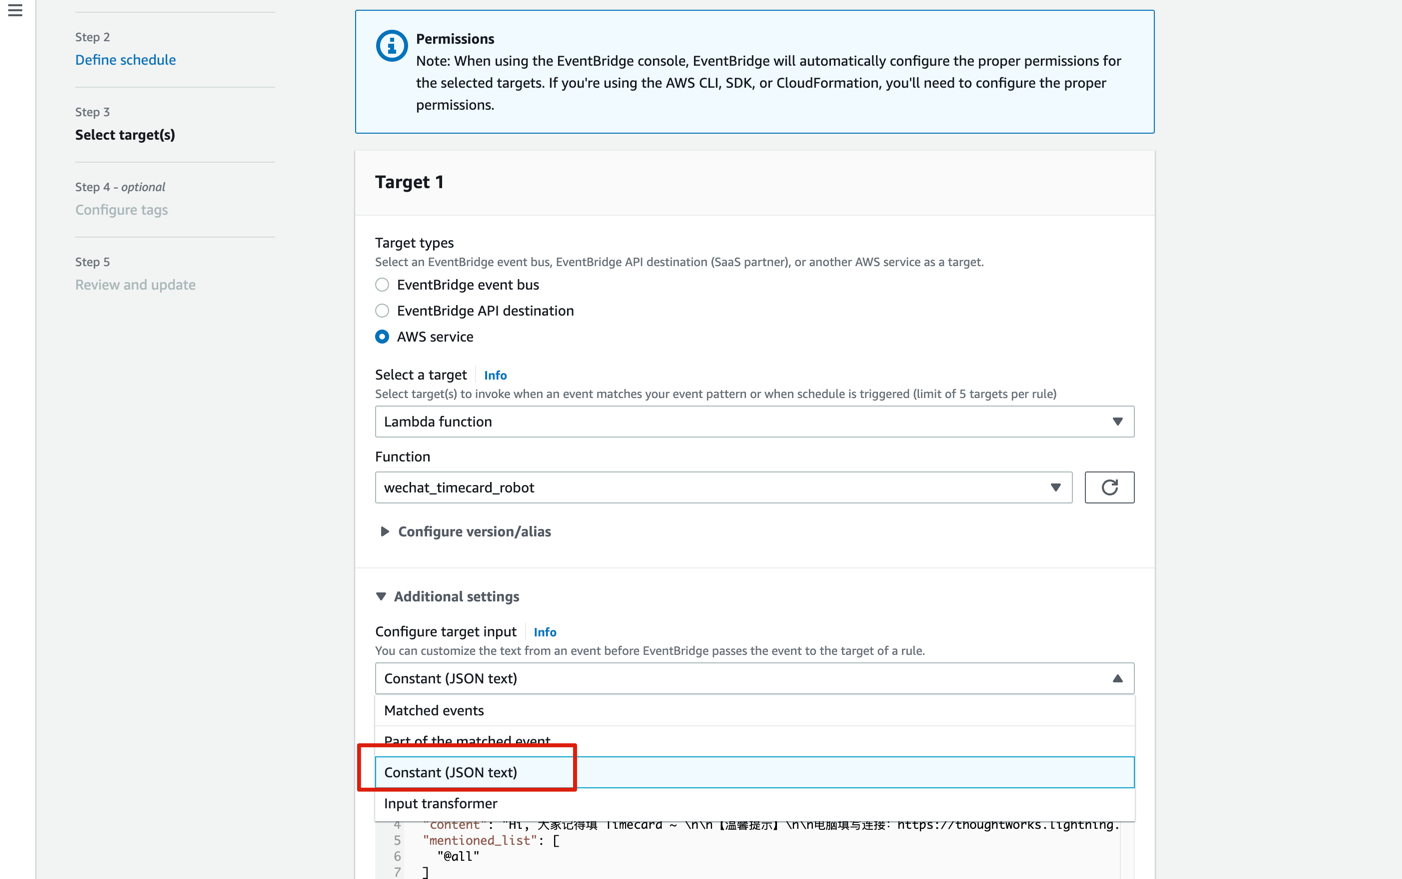 Step 2
Define schedule
Step 3
Select target(s)
Step 4 - optional
Configure tags
Step 5
Review and update
Permissions
Note: When using the EventBridge console, EventBridge will automatically configure the proper permissions for
the selected targets. If you're using the AWS CLI, SDK, or CloudFormation, you'll need to configure the proper
permissions.
Target 1
Target types
Select an EventBridge event bus, EventBridge API destination (SaaS partner), or another AWS service as a target.
EventBridge event bus
EventBridge API destination
AWS service
Select a target Info
Select target(s) to invoke when an event matches your event pattern or when schedule is triggered (limit of 5 targets per rule)
Lambda function
Function
wechat_timecard_robot
Configure version/alias
Additional settings
Configure target input Info
You can customize the text from an event before EventBridge passes the event to the target of a rule.
Constant (JSON text)
Matched events
Part of the matched event
Constant (JSON text)
Input transformer
4 "content": "Hi, 大家记得填 Timecard ~ \n\n【温馨提示】\n\n电脑填写连接：https://thoughtworks.lightning.
5 "mentioned_list": [
6 "@all"
7 ]